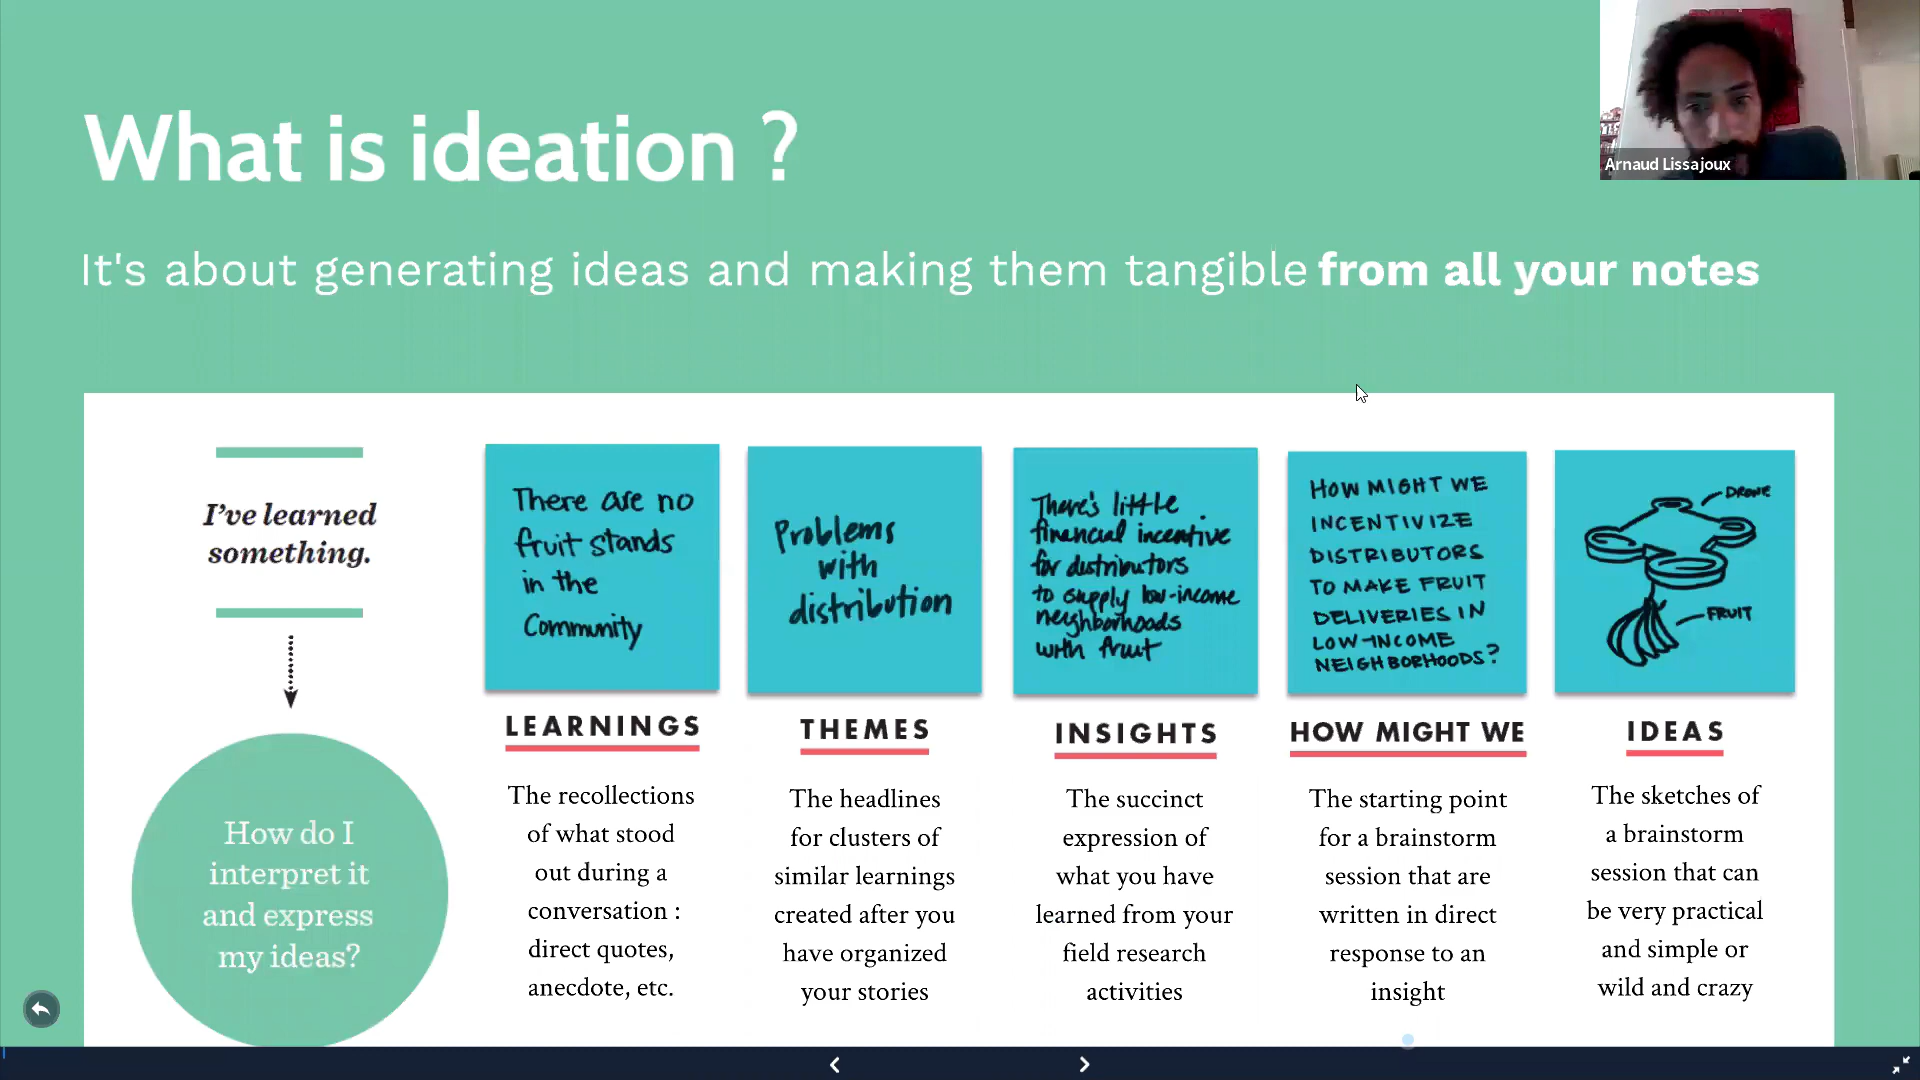 What is ideation ?
Arnaud Lissajoux
It's about generating ideas and making them tangible from all your notes
I've learned
something.
How do I
interpret it
and express
my ideas?
There are no
fruit stands
in the
Community
LEARNINGS
The recollections
of what stood
out during a
conversation :
direct quotes,
anecdote, etc.
Problems
with
distribution
THEMES
The headlines
for clusters of
similar learnings
created after you
have organized
your stories
There's little
financial incentive
for distributors
to supply low-income
neighborhoods
with fruit
INSIGHTS
The succinct
expression of
what you have
learned from your
field research
activities
HOW MIGHT WE
INCENTIVIZE
DISTRIBUTORS
TO MAKE FRUIT
DELIVERIES IN
LOW-INCOME
NEIGHBORHOODS?
HOW MIGHT WE
The starting point
for a brainstorm
session that are
written in direct
response to an
insight
DRONE
FRUIT
IDEAS
The sketches of
a brainstorm
session that can
be very practical
and simple or
wild and crazy